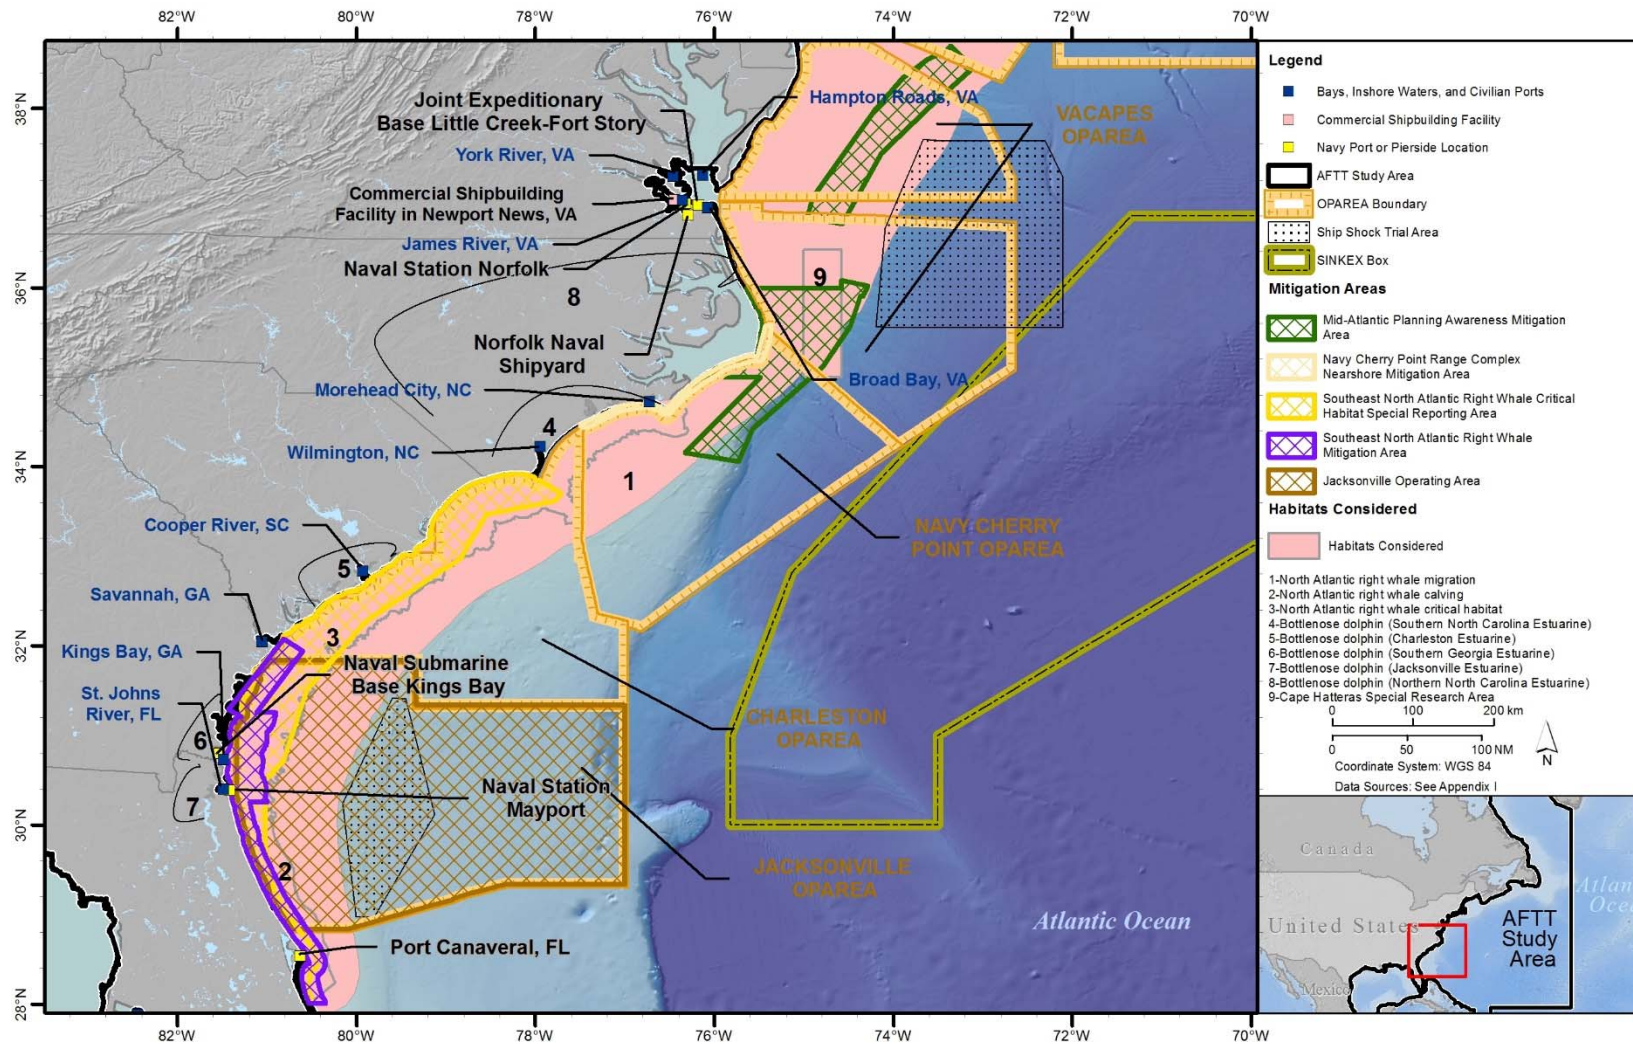 82°W 80°W 78°W 76°W 74°W 72°W 70°W
38°N
36°N
34°N
32°N
30°N
28°N
Joint Expeditionary
Base Little Creek-Fort Story
Hampton Roads, VA
VACAPES
OPAREA
York River, VA
Commercial Shipbuilding
Facility in Newport News, VA
James River, VA
Naval Station Norfolk
8
9
Norfolk Naval
Shipyard
Broad Bay, VA
Morehead City, NC
4
Wilmington, NC
1
NAVY CHERRY
POINT OPAREA
Cooper River, SC
5
Savannah, GA
3
Kings Bay, GA
Naval Submarine
Base Kings Bay
St. Johns
River, FL
CHARLESTON
OPAREA
6
7
Naval Station
Mayport
2
JACKSONVILLE
OPAREA
Atlantic Ocean
Port Canaveral, FL
82°W 80°W 78°W 76°W 74°W 72°W 70°W
Legend
Bays, Inshore Waters, and Civilian Ports
Commercial Shipbuilding Facility
Navy Port or Pierside Location
AFTT Study Area
OPAREA Boundary
Ship Shock Trial Area
SINKEX Box
Mitigation Areas
Mid-Atlantic Planning Awareness Mitigation
Area
Navy Cherry Point Range Complex
Nearshore Mitigation Area
Southeast North Atlantic Right Whale Critical
Habitat Special Reporting Area
Southeast North Atlantic Right Whale
Mitigation Area
Jacksonville Operating Area
Habitats Considered
Habitats Considered
1-North Atlantic right whale migration
2-North Atlantic right whale calving
3-North Atlantic right whale critical habitat
4-Bottlenose dolphin (Southern North Carolina Estuarine)
5-Bottlenose dolphin (Charleston Estuarine)
6-Bottlenose dolphin (Southern Georgia Estuarine)
7-Bottlenose dolphin (Jacksonville Estuarine)
8-Bottlenose dolphin (Northern North Carolina Estuarine)
9-Cape Hatteras Special Research Area
0 100 200 km
0 50 100 NM
N
Coordinate System: WGS 84
Data Sources: See Appendix I
Canada
United States
Mexico
AFTT
Study
Area